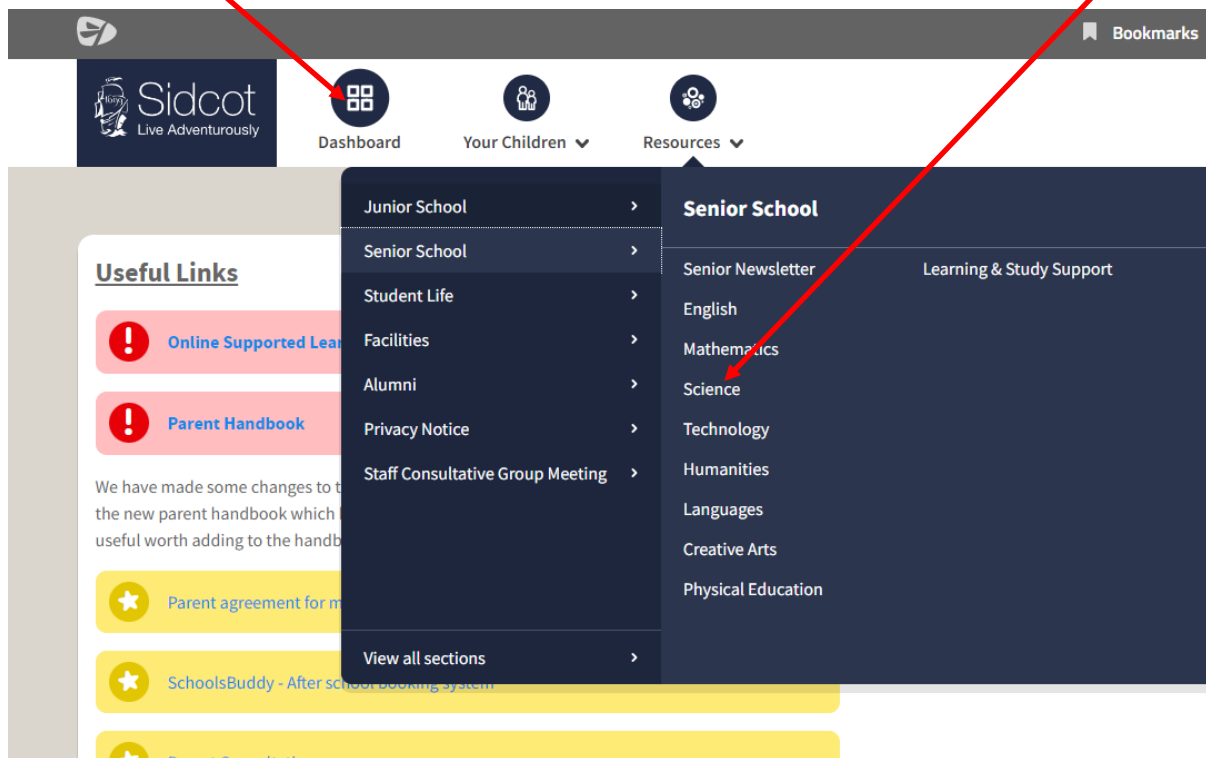 Bookmarks
1699
Sidcot
Live Adventurously
Dashboard
Your Children
Resources
Junior School
Senior School
Student Life
Facilities
Alumni
Privacy Notice
Staff Consultative Group Meeting
View all sections
Senior School
Senior Newsletter
Learning & Study Support
English
Mathematics
Science
Technology
Humanities
Languages
Creative Arts
Physical Education
Useful Links
Online Supported
Parent Handbook
We have made some changes to
the new parent handbook which
useful worth adding to the
Parent agreement for
SchoolsBuddy - After school booking system